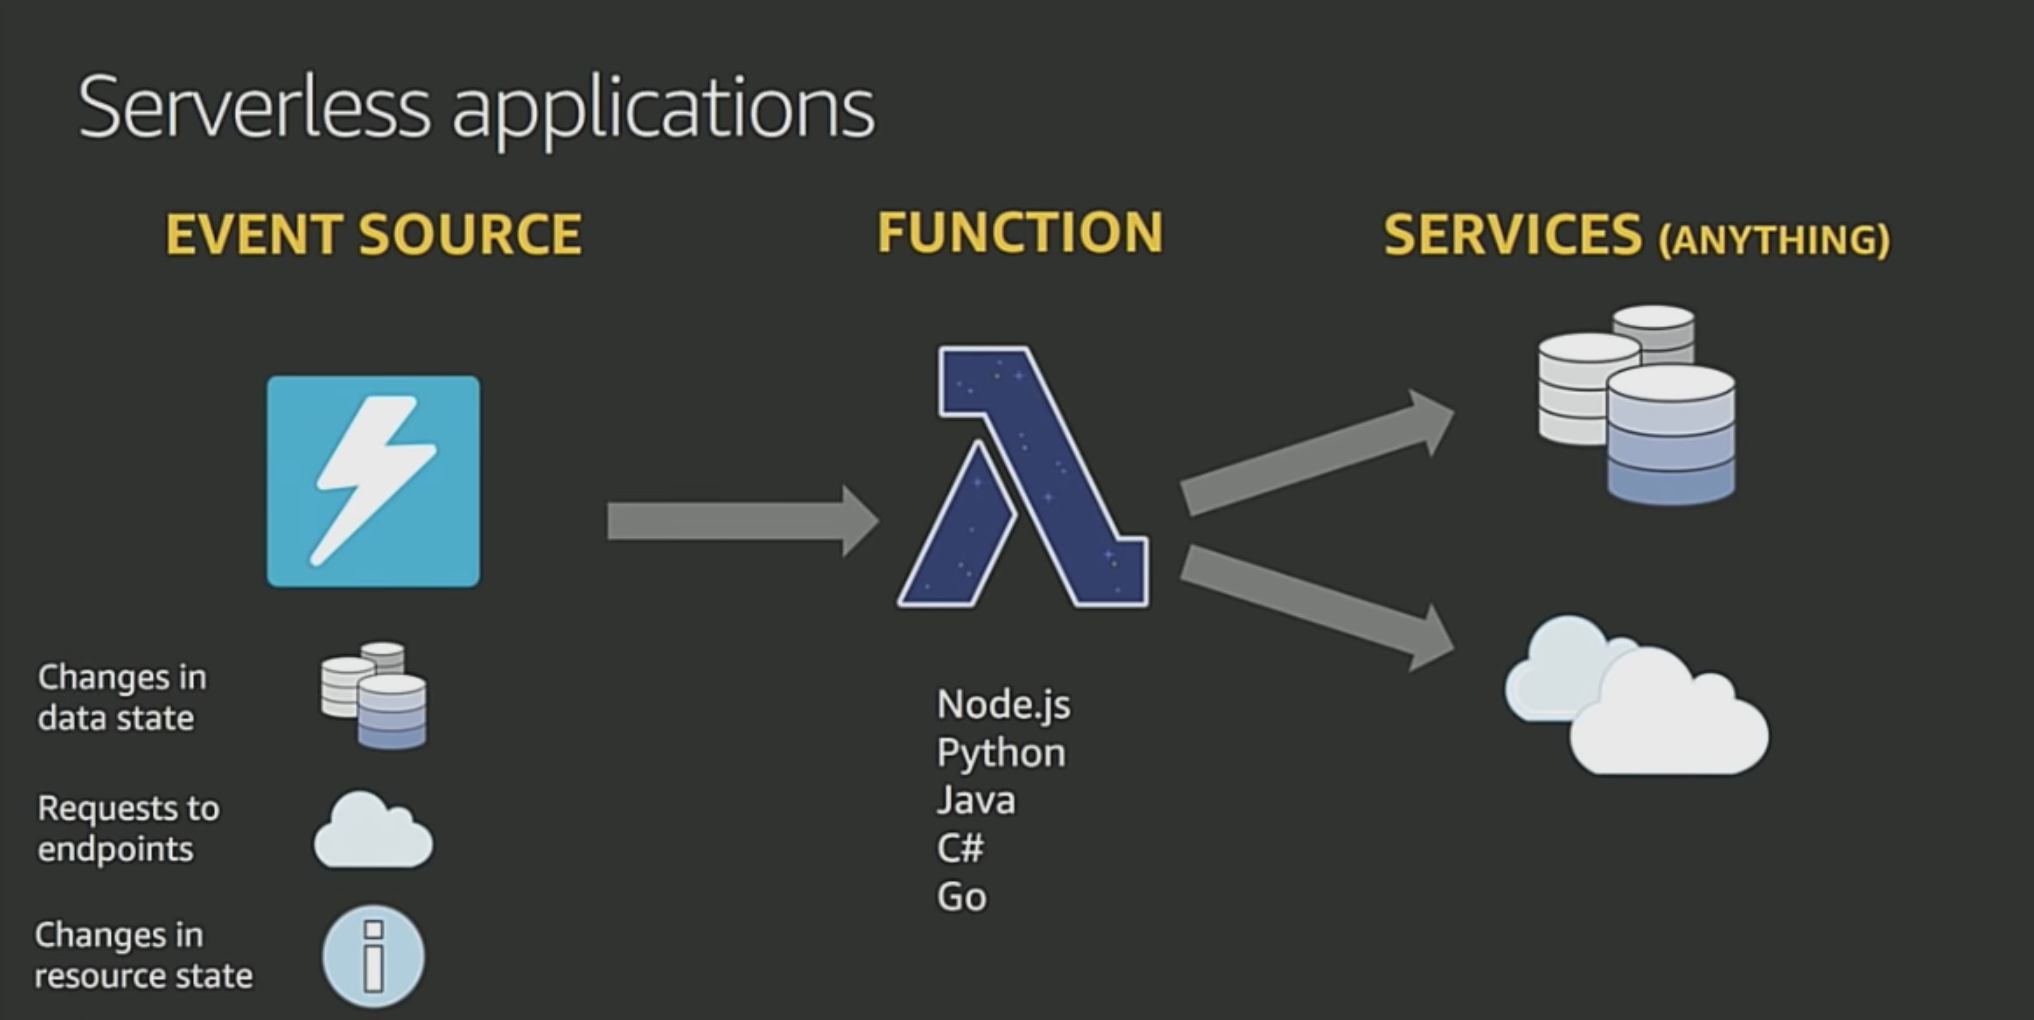 Serverless applications
EVENT SOURCE
FUNCTION
SERVICES (ANYTHING)
Changes in
data state
Requests to
endpoints
Changes in
resource state
Node.js
Python
Java
C#
Go